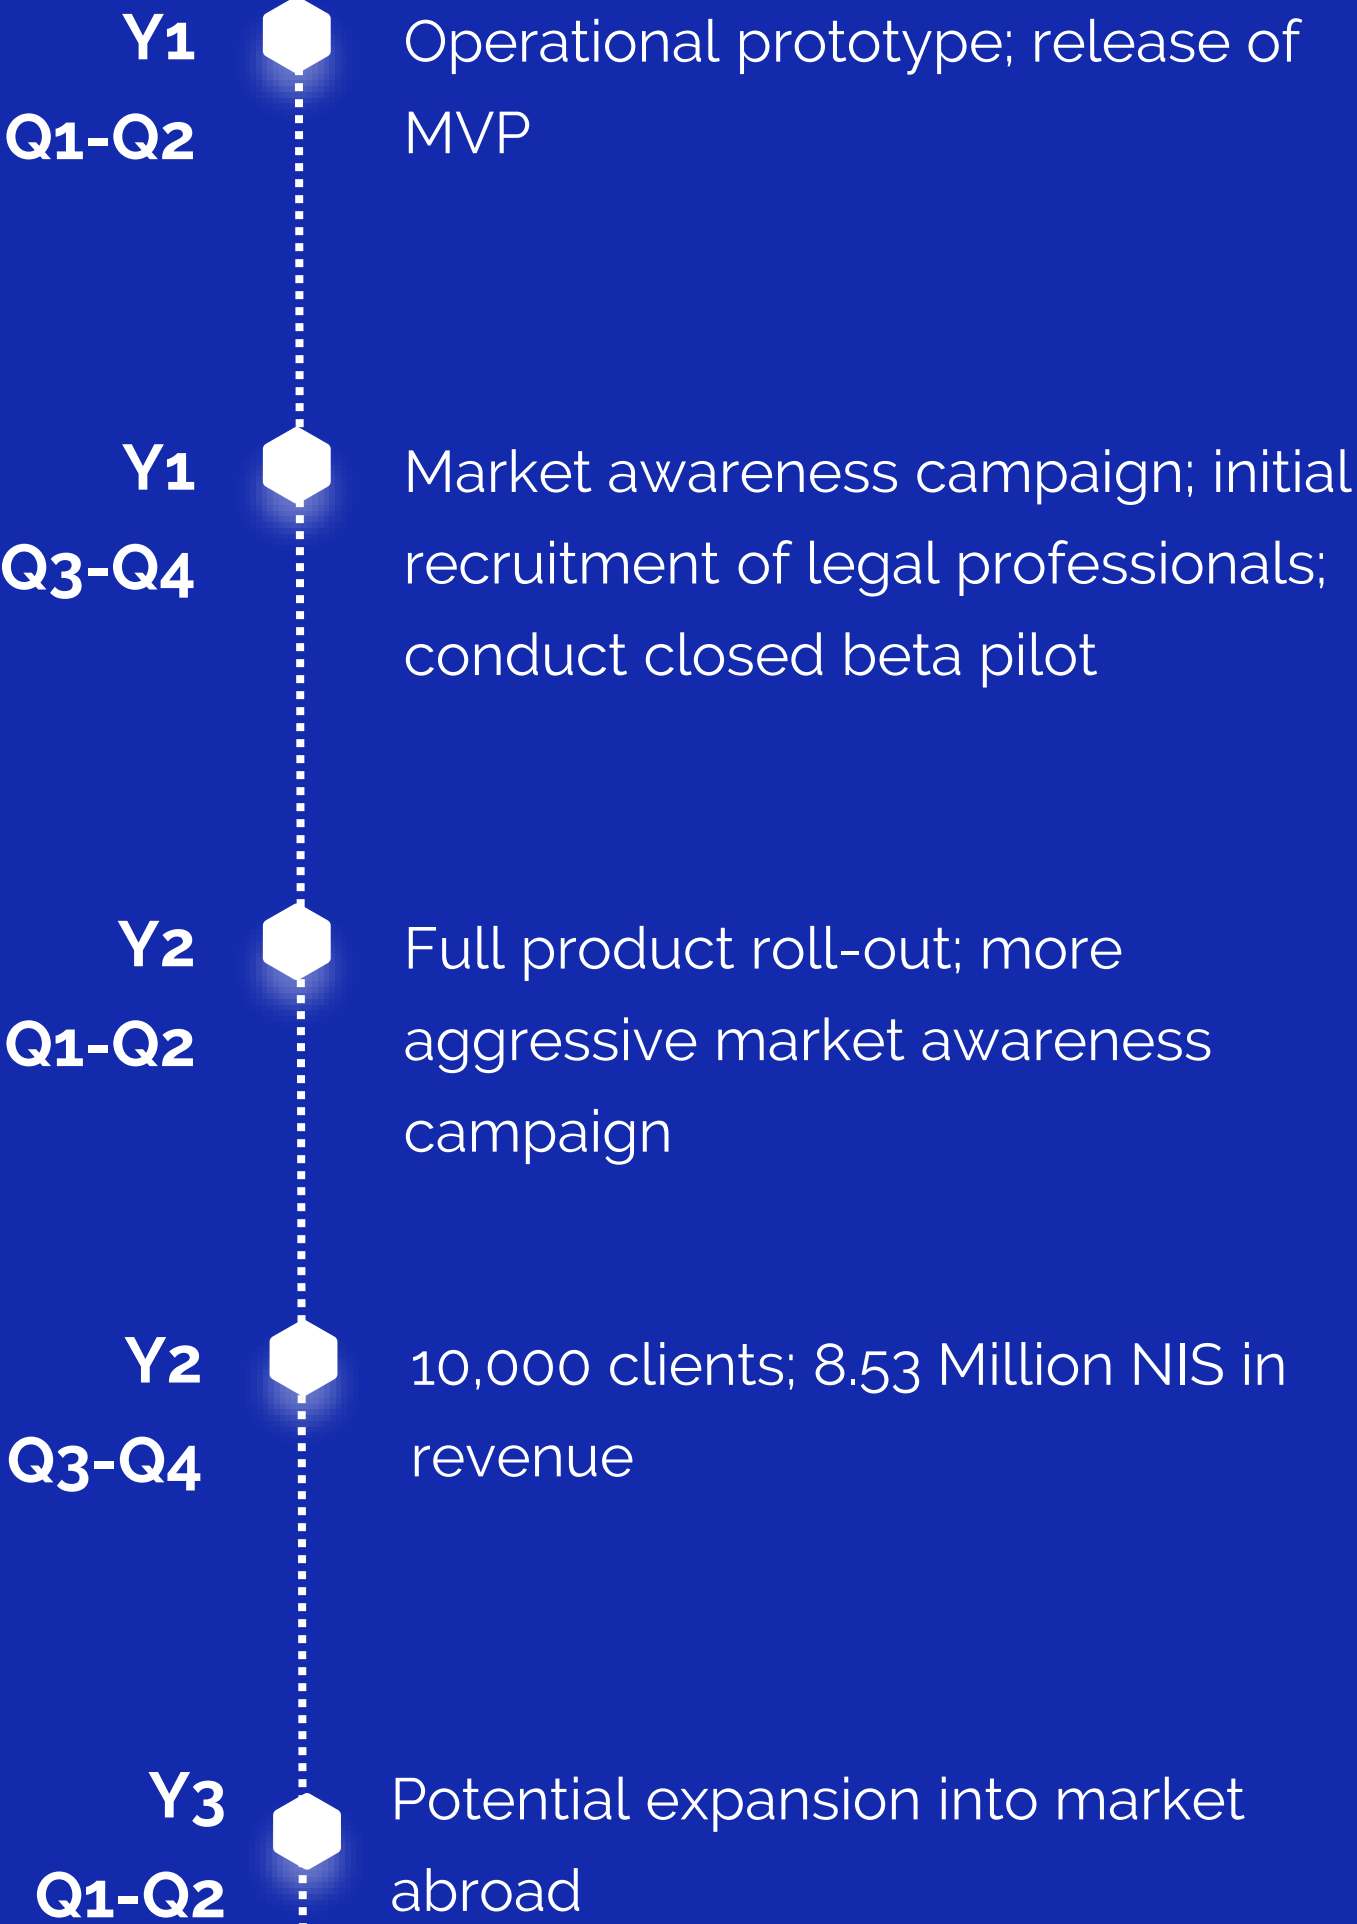 Y1
Operational prototype; release of
Q1-Q2
MVP
Y1
Market awareness campaign; initial
Q3-Q4
recruitment of legal professionals;
conduct closed beta pilot
Y2
Full product roll-out; more
Q1-Q2
aggressive market awareness
campaign
Y2
10,000 clients; 8.53 Million NIS in
Q3-Q4
revenue
Y3
Potential expansion into market
Q1-Q2
abroad